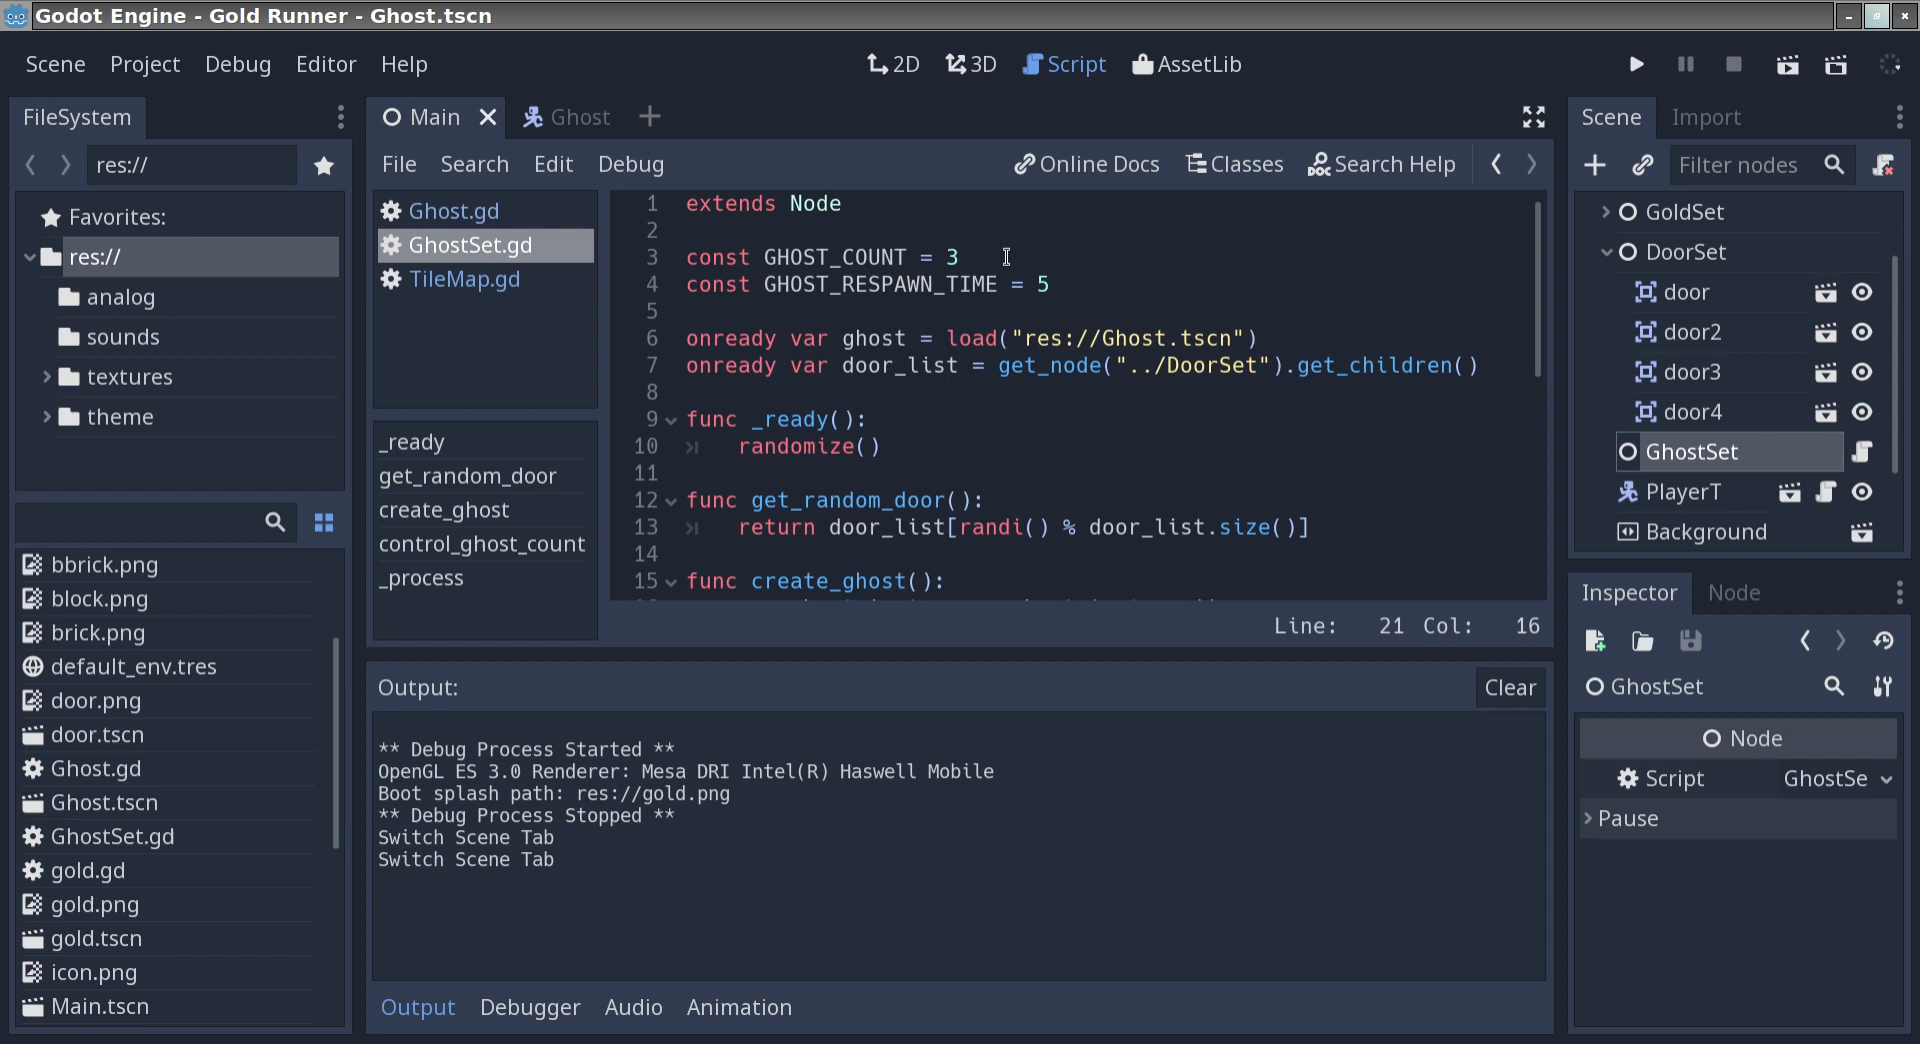 Godot Engine - Gold Runner - Ghost.tscn
Scene Project Debug Editor Help
2D 3D Script AssetLib
FileSystem
res://
Favorites:
res://
analog
sounds
textures
theme
bbrick.png
block.png
brick.png
default_env.tres
door.png
door.tscn
Ghost.gd
Ghost.tscn
GhostSet.gd
gold.gd
gold.png
gold.tscn
icon.png
Main.tscn
Main Ghost
File Search Edit Debug
Online Docs Classes Search Help
Ghost.gd
GhostSet.gd
TileMap.gd
_ready
get_random_door
create_ghost
control_ghost_count
_process
1 extends Node
2
3 const GHOST_COUNT = 3
4 const GHOST_RESPAWN_TIME = 5
5
6 onready var ghost = load("res://Ghost.tscn")
7 onready var door_list = get_node("../DoorSet").get_children()
8
9 func _ready():
10 randomize()
11
12 func get_random_door():
13 return door_list[randi() % door_list.size()]
14
15 func create_ghost():
Line: 21 Col: 16
Output:
Clear
** Debug Process Started **
OpenGL ES 3.0 Renderer: Mesa DRI Intel(R) Haswell Mobile
Boot splash path: res://gold.png
** Debug Process Stopped **
Switch Scene Tab
Switch Scene Tab
Output Debugger Audio Animation
Scene Import
Filter nodes
GoldSet
DoorSet
door
door2
door3
door4
GhostSet
PlayerT
Background
Inspector Node
GhostSet
Node
Script GhostSe
Pause